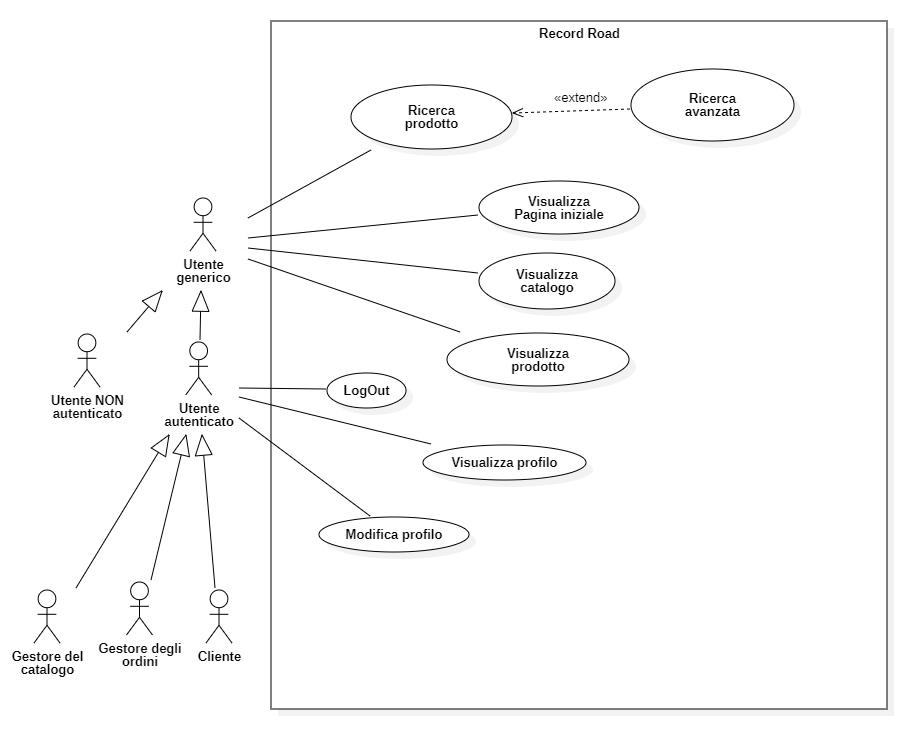 Record Road
Ricerca
prodotto
«extend»
Ricerca
avanzata
Visualizza
Pagina iniziale
Utente
generico
Visualizza
catalogo
Visualizza
prodotto
Utente NON
autenticato
Utente
autenticato
LogOut
Visualizza profilo
Modifica profilo
Gestore del
catalogo
Gestore degli
ordini
Cliente